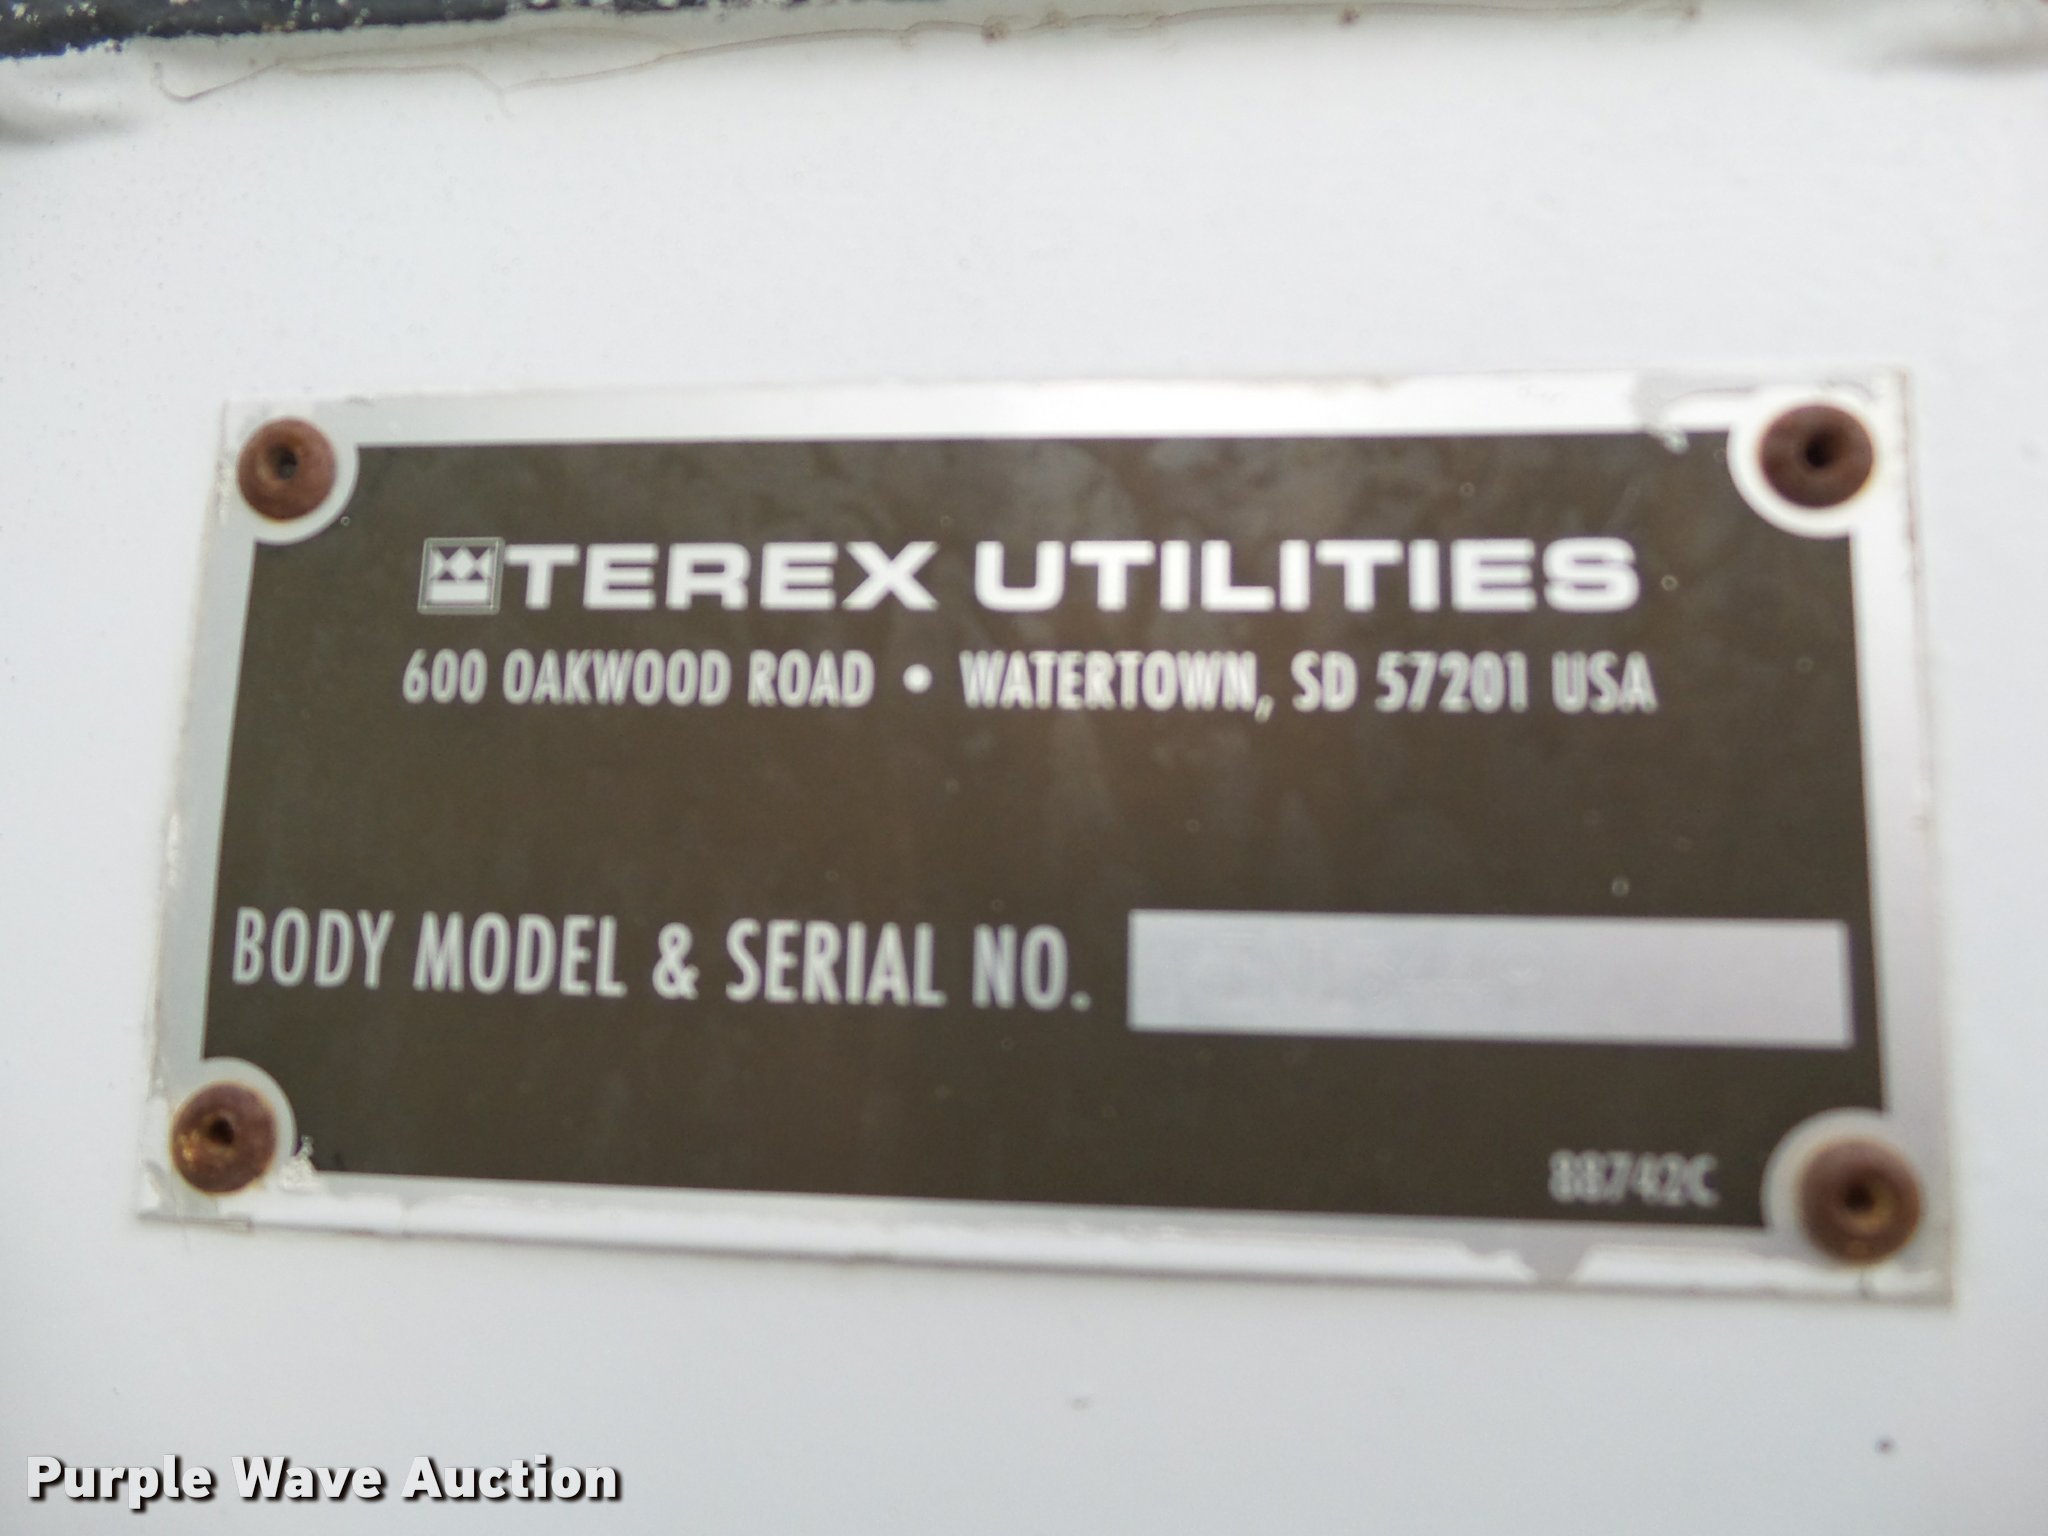 TEREX UTILITIES
600 OAKWOOD ROAD • WATERTOWN, SD 57201 USA
BODY MODEL & SERIAL NO.
88742C
Purple Wave Auction